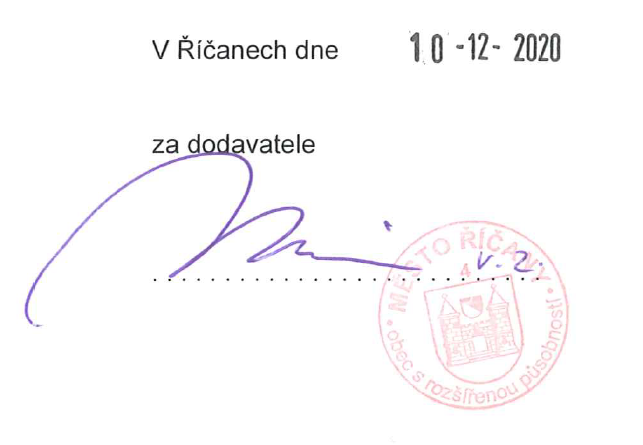 V Říčanech dne 10 -12- 2020
za dodavatele
v. z.
MĚSTO ŘÍČANY
4
obec s rozšířenou působností